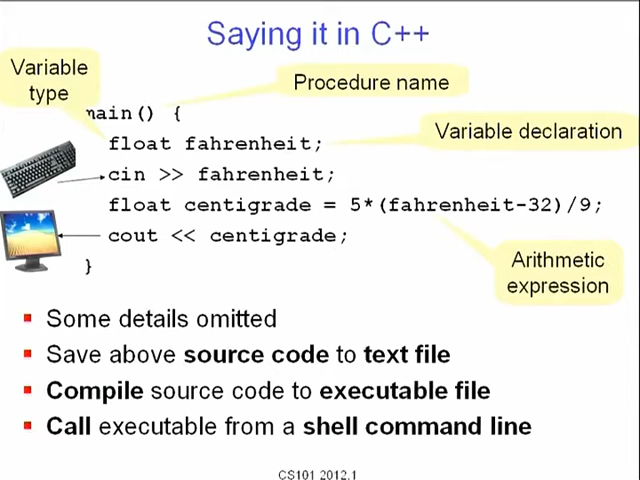 Saying it in C++
Variable
type
Procedure name
main() {
Variable declaration
float fahrenheit;
cin >> fahrenheit;
float centigrade = 5*(fahrenheit-32)/9;
cout << centigrade;
}
Arithmetic
expression
Some details omitted
Save above source code to text file
Compile source code to executable file
Call executable from a shell command line
CS101 2012.1